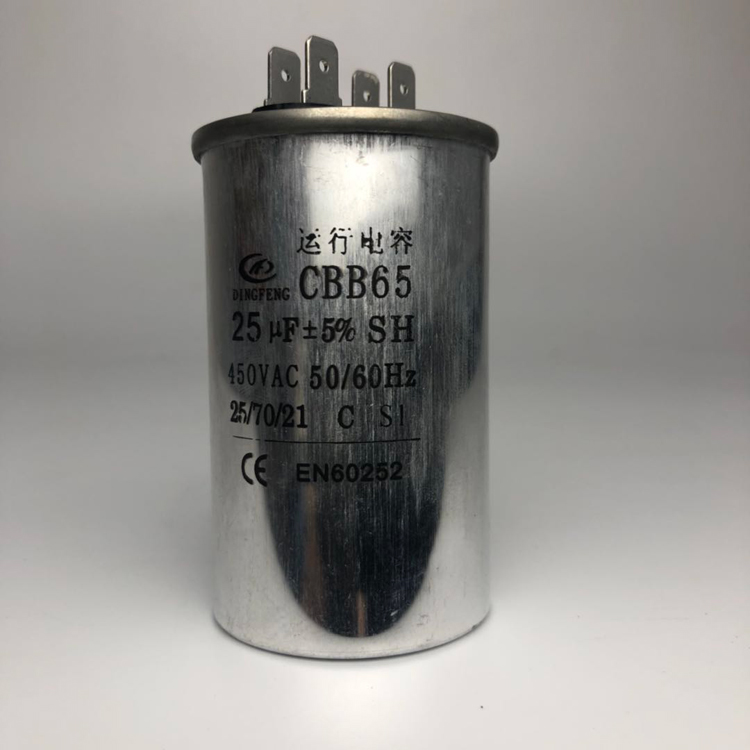 运行电容
DINGFENG CBB65
25 μF±5% SH
450VAC 50/60Hz
25/70/21 C S1
CE EN60252